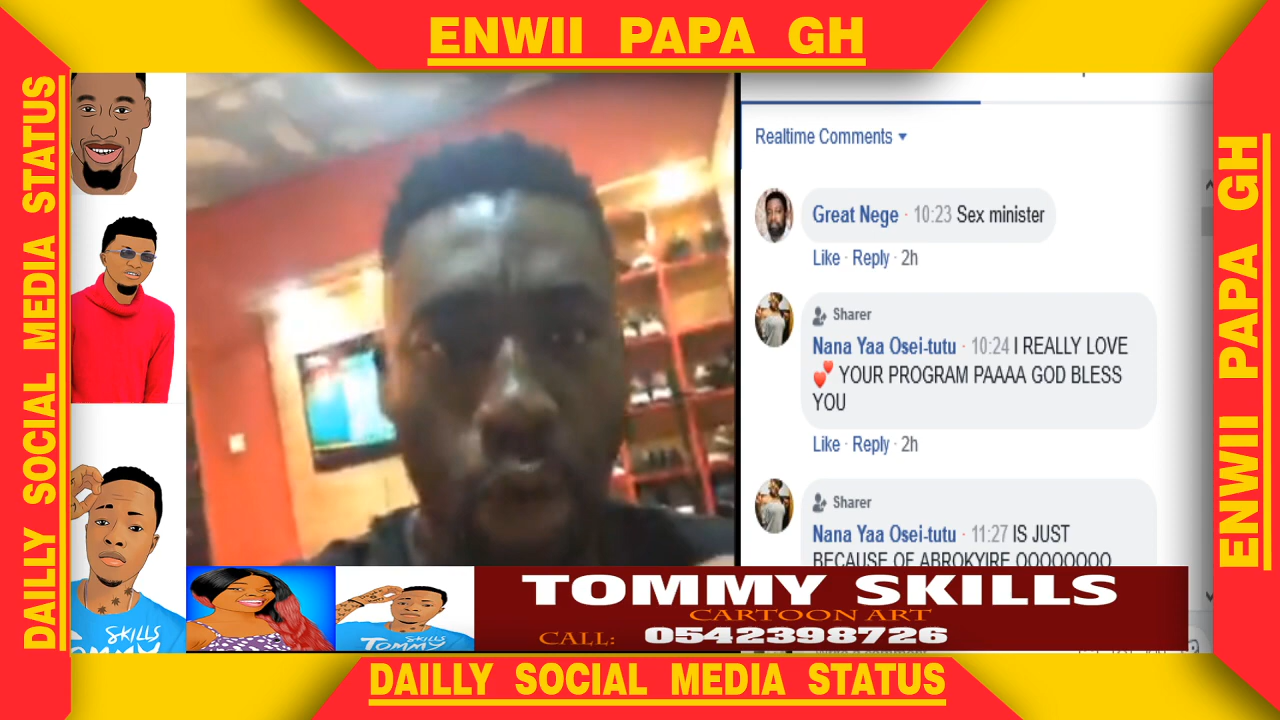 ENWII PAPA GH
DAILLY SOCIAL MEDIA STATUS
Realtime Comments
Great Nege · 10:23 Sex minister
Like · Reply · 2h
Sharer
Nana Yaa Osei-tutu · 10:24 I REALLY LOVE
💕 YOUR PROGRAM PAAAA GOD BLESS
YOU
Like · Reply · 2h
Sharer
Nana Yaa Osei-tutu · 11:27 IS JUST
BECAUSE OF ABROKYIRE OOOOOOOO
ENWII PAPA GH
SKILLS
TOMMY
SKILLS
TOMMY
TOMMY SKILLS
CARTOON ART
CALL: 0542398726
DAILLY SOCIAL MEDIA STATUS